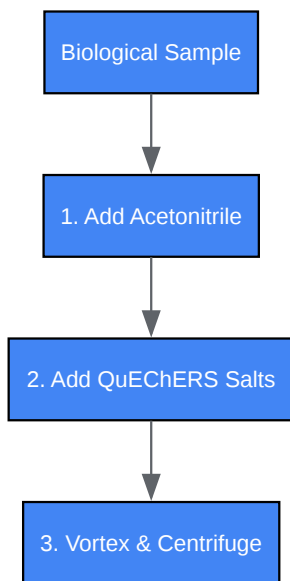 Biological Sample
1. Add Acetonitrile
2. Add QuEChERS Salts
3. Vortex & Centrifuge